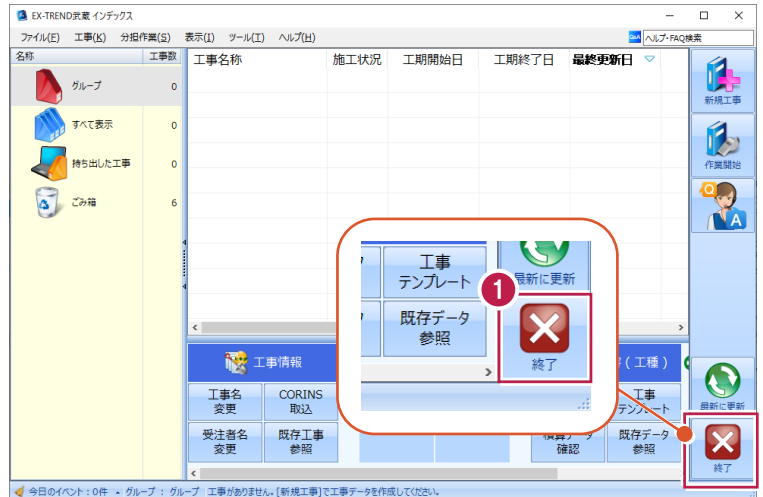 EX-TREND武蔵 インデックス
ファイル(F) 工事(K) 分担作業(S) 表示(I) ツール(T) ヘルプ(H)
Q&A ヘルプ・FAQ検索
名称 工事数
グループ 0
すべて表示 0
持ち出した工事 0
ごみ箱 6
工事名称 施工状況 工期開始日 工期終了日 最終更新日
新規工事
作業開始
Q
A
工事
テンプレート
最新に更新
1
既存データ
参照
終了
工事情報
(工種)
工事名
変更
CORINS
取込
工事
テンプレート
最新に更新
受注者名
変更
既存工事
参照
積算データ
確認
既存データ
参照
終了
今日のイベント:0件 グループ : グループ 工事がありません。[新規工事]で工事データを作成してください。